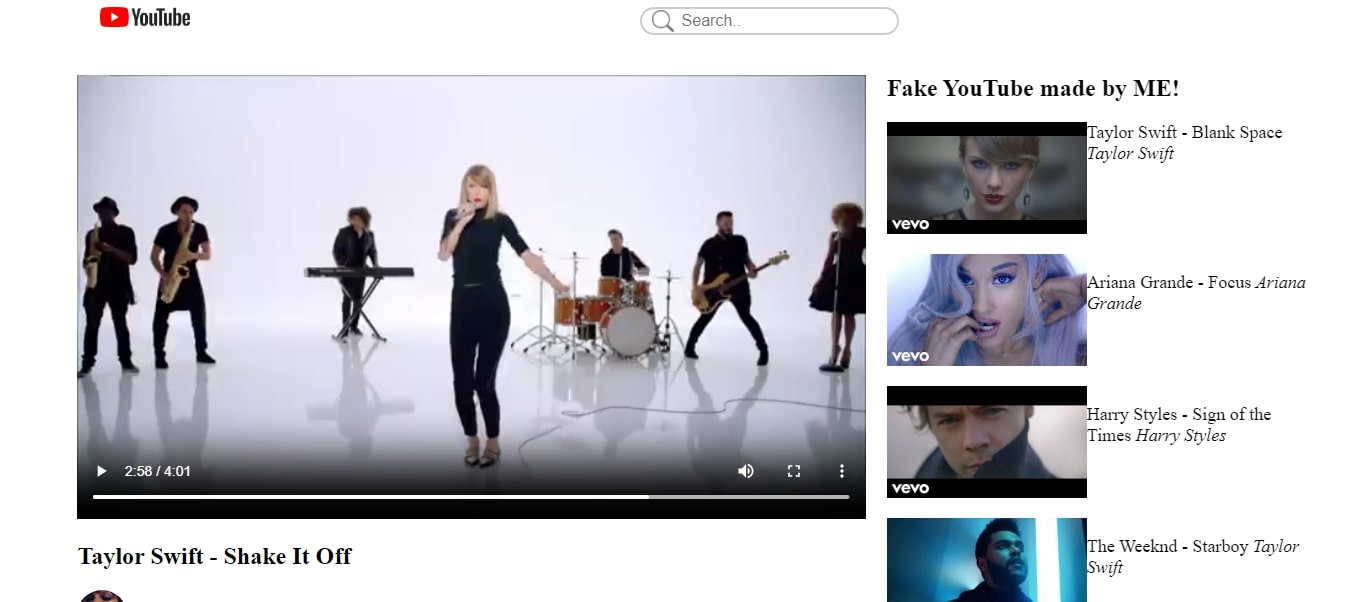 YouTube
Search..
Fake YouTube made by ME!
Taylor Swift - Blank Space
Taylor Swift
vevo
Ariana Grande - Focus Ariana
Grande
vevo
Harry Styles - Sign of the
Times Harry Styles
vevo
The Weeknd - Starboy Taylor
Swift
2:58 / 4:01
Taylor Swift - Shake It Off